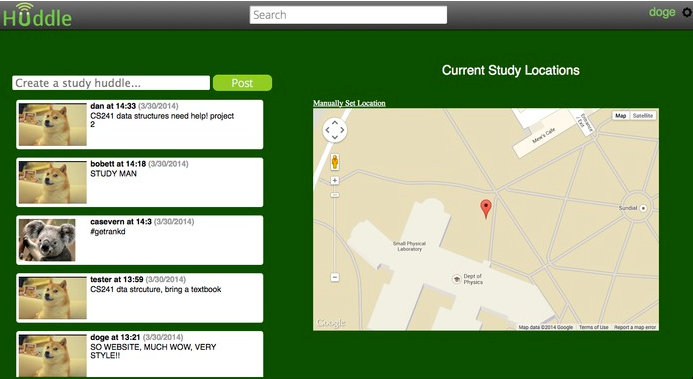 Huddle
Search
doge
Create a study huddle...
Post
dan at 14:33 (3/30/2014)
CS241 data structures need help! project
2
bobett at 14:18 (3/30/2014)
STUDY MAN
casevern at 14:3 (3/30/2014)
#getrankd
tester at 13:59 (3/30/2014)
CS241 dta strcuture, bring a textbook
doge at 13:21 (3/30/2014)
SO WEBSITE, MUCH WOW, VERY
STYLE!!
Current Study Locations
Manually Set Location
Map
Satellite
Entrance
/ Exit
Mew's Cafe
Sundial
Small Physical
Laboratory
Dept of
Physics
Google
Map data ©2014 Google
Terms of Use
Report a map error